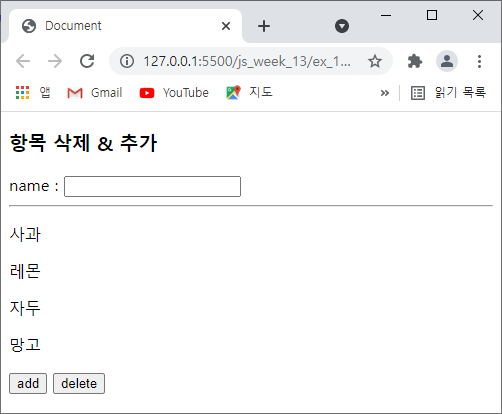 Document
127.0.0.1:5500/js_week_13/ex_1...
앱 Gmail YouTube 지도 » 읽기 목록
항목 삭제 & 추가
name :
사과
레몬
자두
망고
add delete